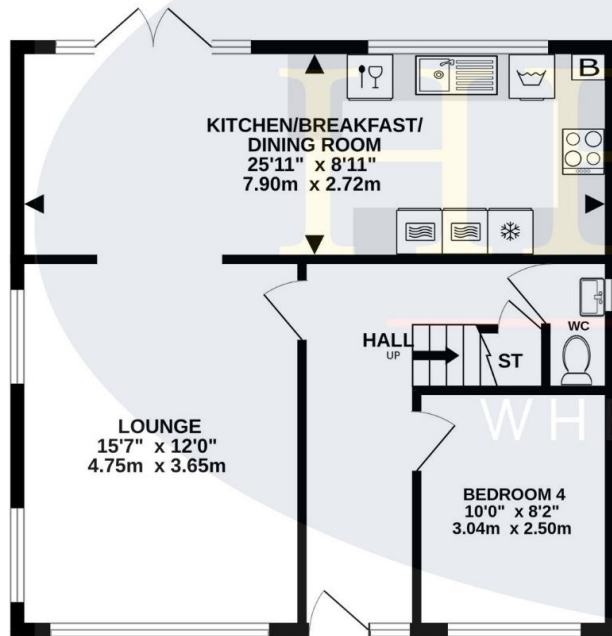 B
KITCHEN/BREAKFAST/
DINING ROOM
25'11" x 8'11"
7.90m x 2.72m
WC
HALL
UP
ST
LOUNGE
15'7" x 12'0"
4.75m x 3.65m
W H
BEDROOM 4
10'0" x 8'2"
3.04m x 2.50m